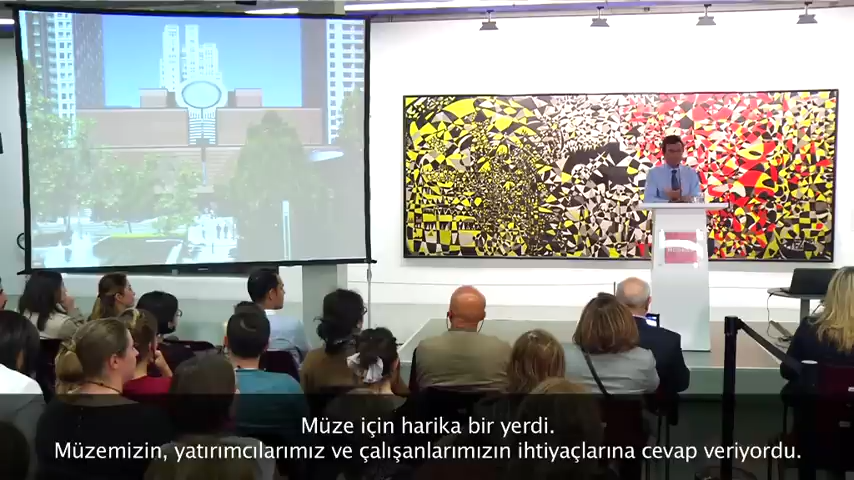 Müze için harika bir yerdi.
Müzemizin, yatırımcılarımız ve çalışanlarımızın ihtiyaçlarına cevap veriyordu.